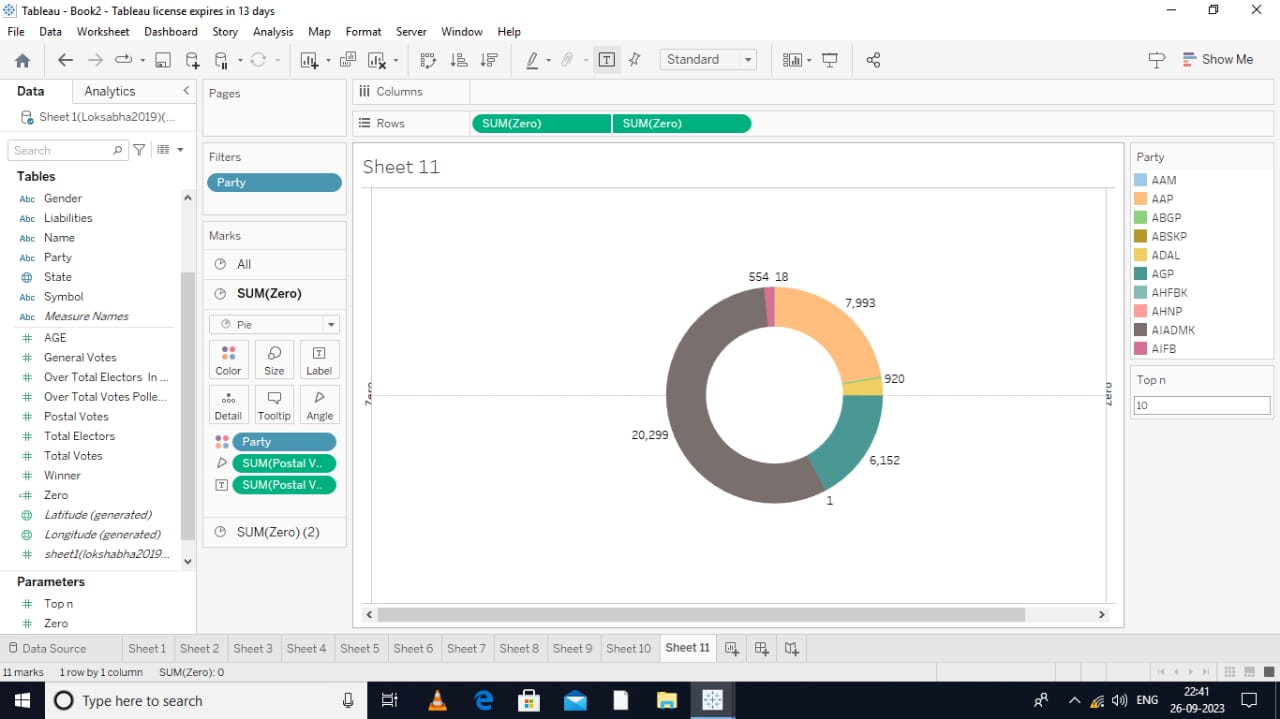 Tableau - Book2 - Tableau license expires in 13 days
File Data Worksheet Dashboard Story Analysis Map Format Server Window Help
Standard
Show Me
Data Analytics
Sheet 1(Loksabha2019)(...
Search
Tables
Abc Gender
Abc Liabilities
Abc Name
Abc Party
State
Abc Symbol
Abc Measure Names
AGE
General Votes
Over Total Electors In ...
Over Total Votes Polle...
Postal Votes
Total Electors
Total Votes
Winner
Zero
Latitude (generated)
Longitude (generated)
sheet1(lokshabha2019...
Parameters
Top n
Zero
Pages
Filters
Party
Marks
All
SUM(Zero)
Pie
Color Size Label
Detail Tooltip Angle
Party
SUM(Postal V..
SUM(Postal V..
SUM(Zero) (2)
Columns
Rows SUM(Zero) SUM(Zero)
Sheet 11
554 18
7,993
920
6,152
1
20,299
Zero
Zero
Party
AAM
AAP
ABGP
ABSKP
ADAL
AGP
AHFBK
AHNP
AIADMK
AIFB
Top n
10
Data Source Sheet 1 Sheet 2 Sheet 3 Sheet 4 Sheet 5 Sheet 6 Sheet 7 Sheet 8 Sheet 9 Sheet 10 Sheet 11
11 marks 1 row by 1 column SUM(Zero): 0
Type here to search
ENG
22:41
26-09-2023